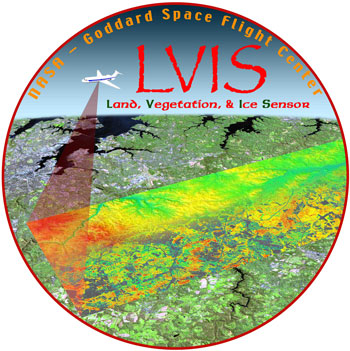 NASA - Goddard Space Flight Center
LVIS
Land, Vegetation, & Ice Sensor